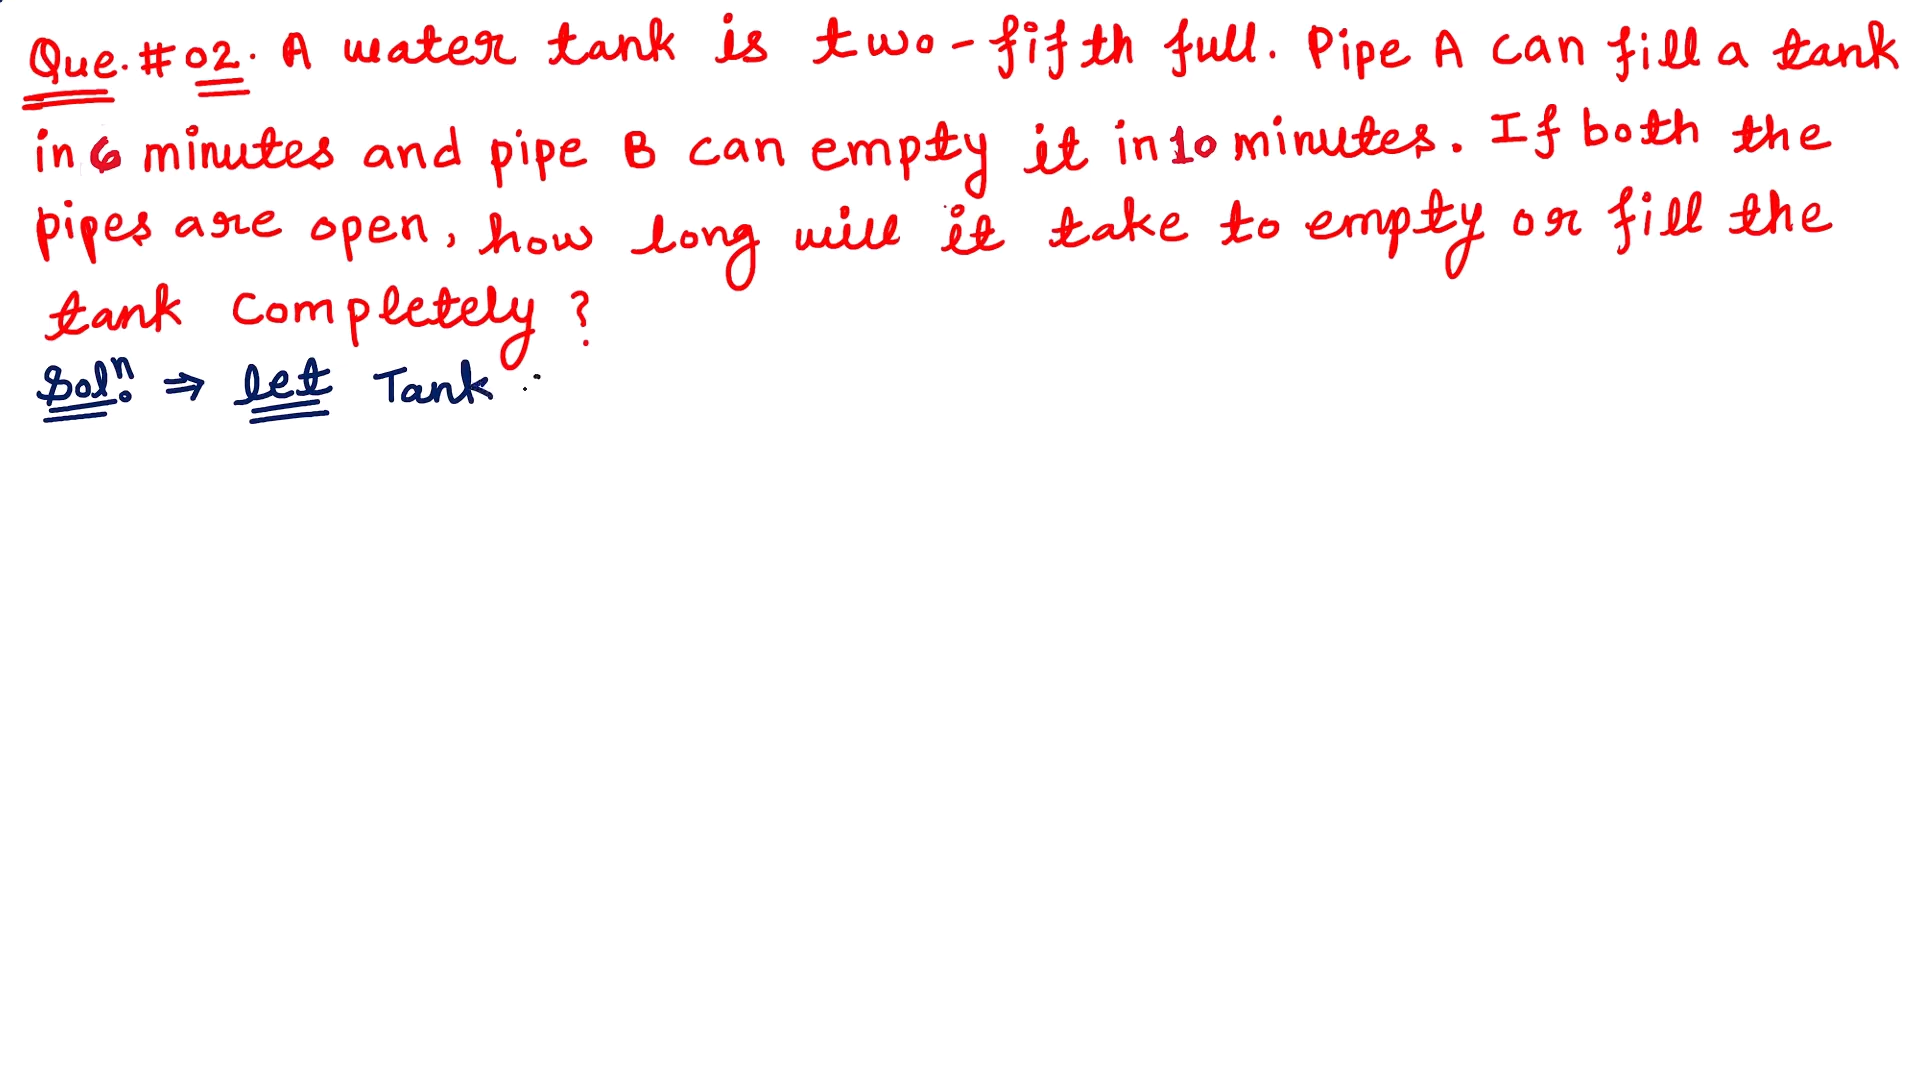 Que. #02. A water tank is two-fifth full. Pipe A can fill a tank
in 6 minutes and pipe B can empty it in 10 minutes. If both the
pipes are open, how long will it take to empty or fill the
tank completely?
Solⁿ. ⇒ let Tank